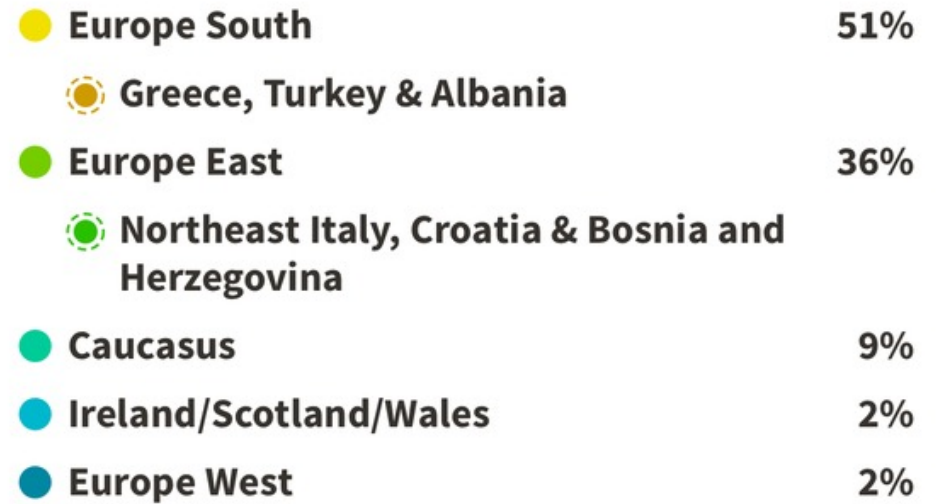 Europe South 51%
Greece, Turkey & Albania
Europe East 36%
Northeast Italy, Croatia & Bosnia and
Herzegovina
Caucasus 9%
Ireland/Scotland/Wales 2%
Europe West 2%